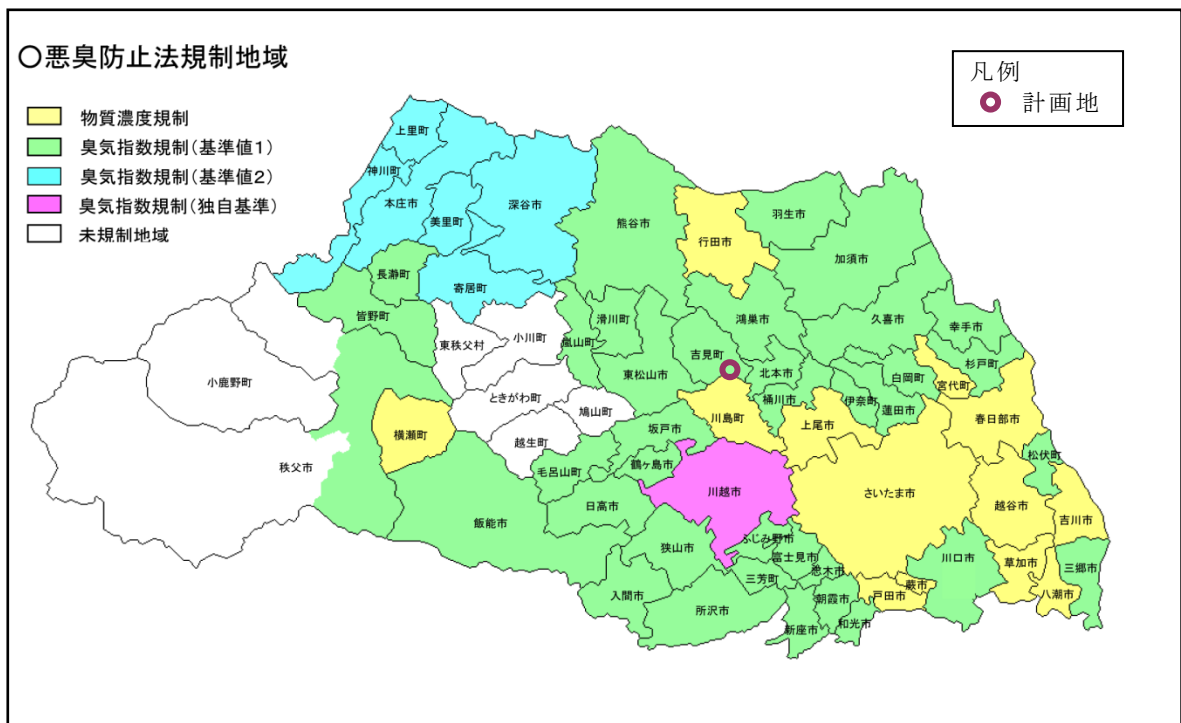 ○悪臭防止法規制地域
凡例
計画地
物質濃度規制
臭気指数規制(基準値1)
臭気指数規制(基準値2)
臭気指数規制(独自基準)
未規制地域
上里町
神川町
本庄市
美里町
深谷市
熊谷市
行田市
羽生市
加須市
長瀞町
寄居町
皆野町
東秩父村
小川町
嵐山町
滑川町
吉見町
鴻巣市
久喜市
幸手市
杉戸町
小鹿野町
東松山市
北本市
桶川市
伊奈町
白岡町
蓮田市
宮代町
ときがわ町
鳩山町
川島町
上尾市
春日部市
横瀬町
越生町
坂戸市
松伏町
秩父市
毛呂山町
鶴ヶ島市
川越市
さいたま市
越谷市
吉川市
飯能市
日高市
狭山市
ふじみ野市
富士見市
志木市
川口市
草加市
三郷市
入間市
所沢市
三芳町
朝霞市
新座市
和光市
戸田市
蕨市
八潮市